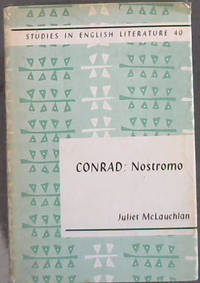 STUDIES IN ENGLISH LITERATURE 40
CONRAD: Nostromo
Juliet McLauchlan